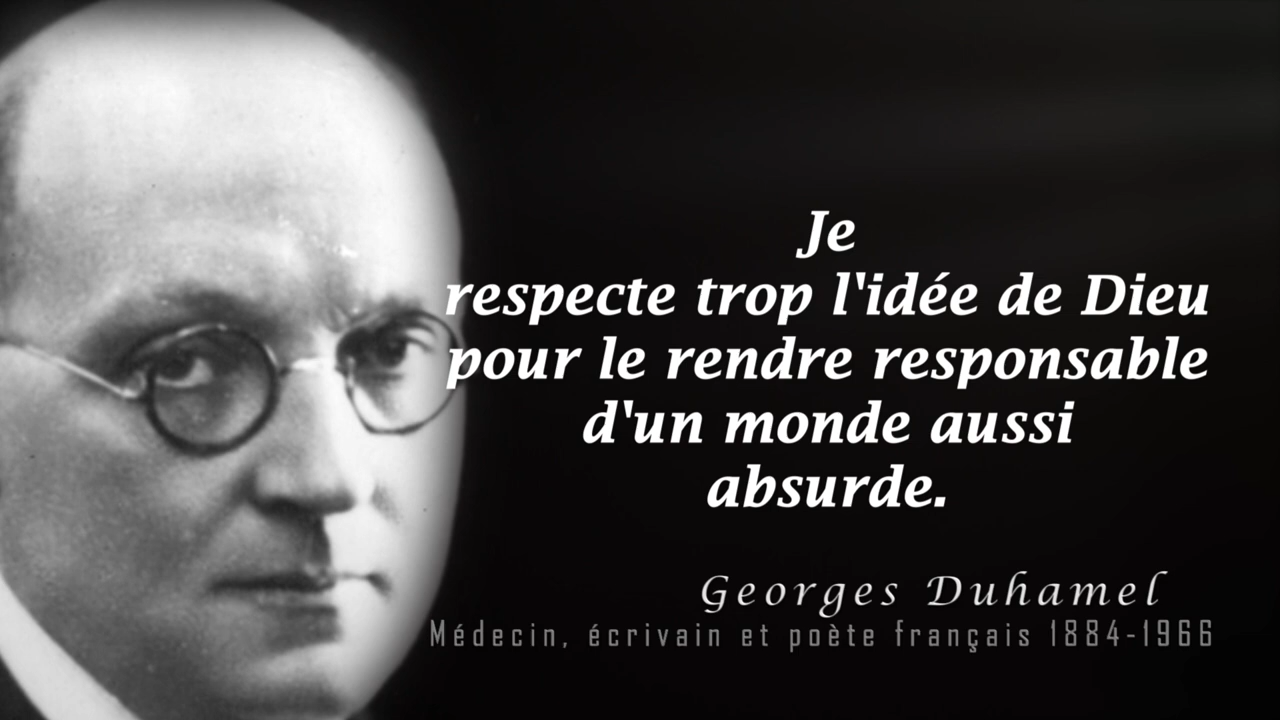 Je
respecte trop l'idée de Dieu
pour le rendre responsable
d'un monde aussi
absurde.
Georges Duhamel
Médecin, écrivain et poète français 1884-1966